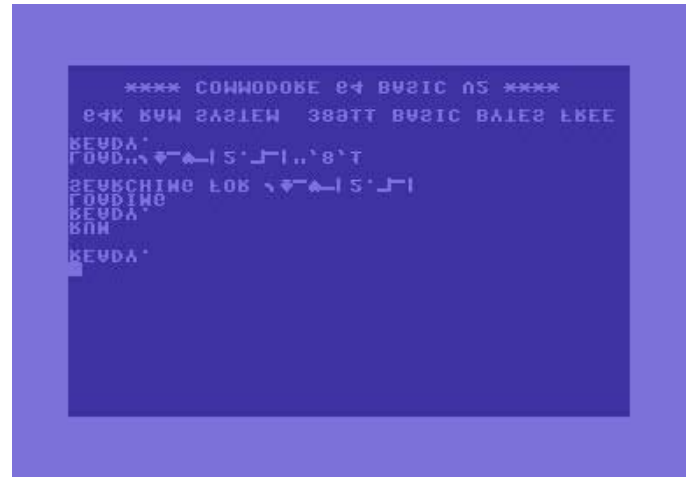 **** COMMODORE 64 BASIC V2 ****
64K RAM SYSTEM 38911 BASIC BYTES FREE
READY.
LOAD
SEARCHING FOR
LOADING
READY.
RUN
READY.